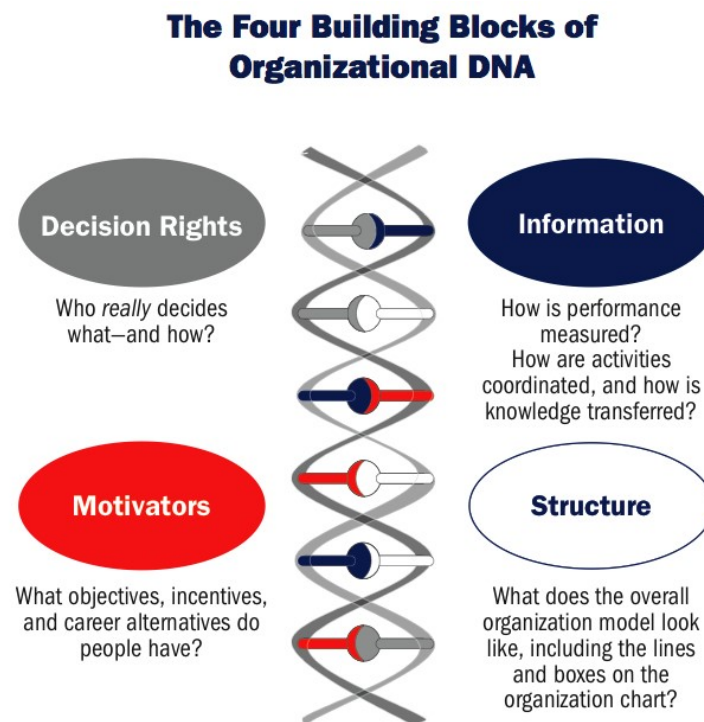 The Four Building Blocks of
Organizational DNA
Decision Rights
Who really decides
what—and how?
Information
How is performance
measured?
How are activities
coordinated, and how is
knowledge transferred?
Motivators
What objectives, incentives,
and career alternatives do
people have?
Structure
What does the overall
organization model look
like, including the lines
and boxes on the
organization chart?